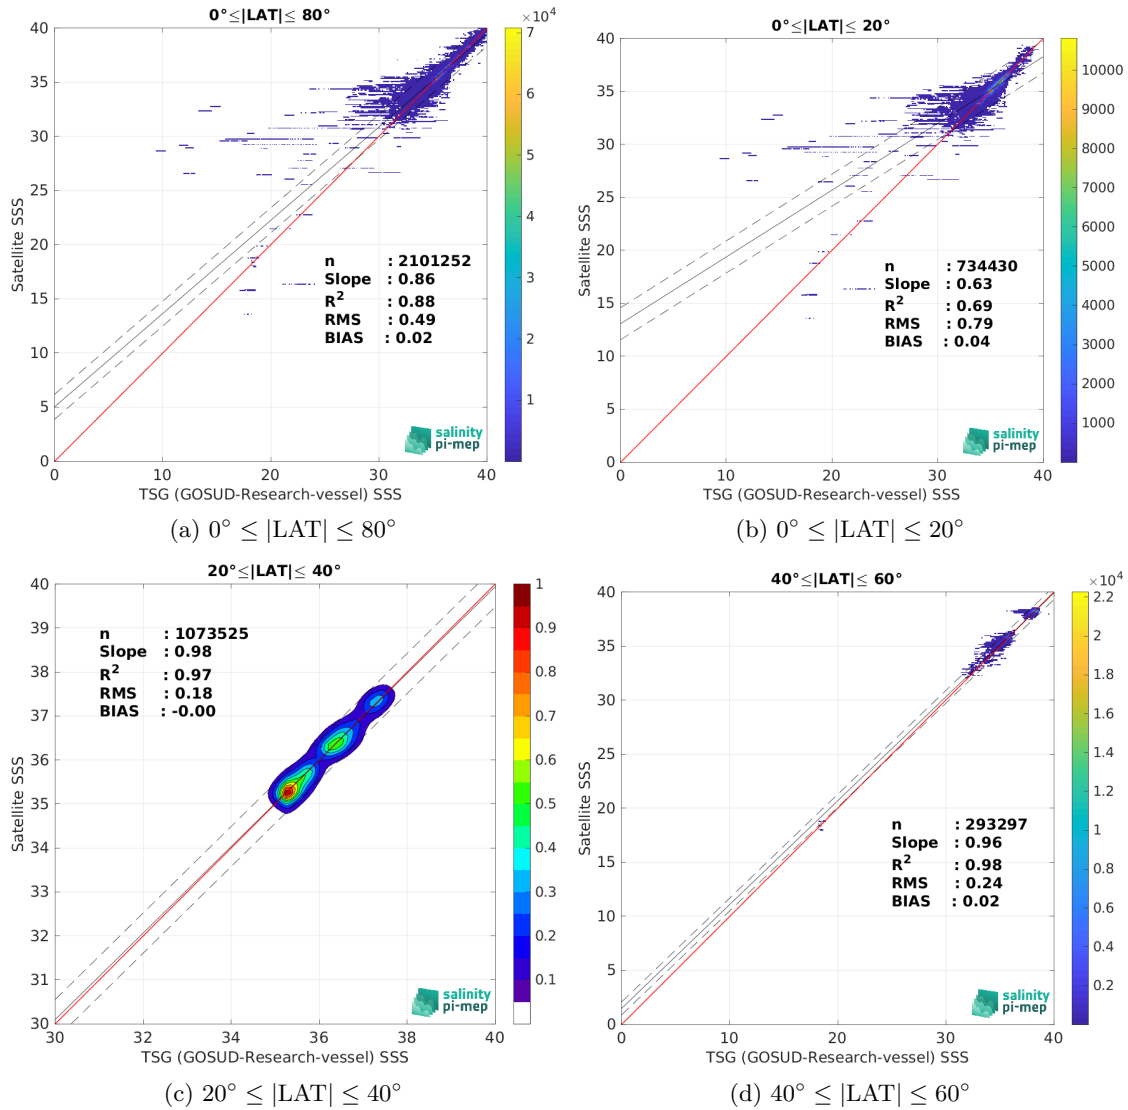 0°≤|LAT|≤ 80°
×10⁴
40
35
30
25
20
15
10
5
0
Satellite SSS
n : 2101252
Slope : 0.86
R² : 0.88
RMS : 0.49
BIAS : 0.02
salinity
pi-mep
0 10 20 30 40
TSG (GOSUD-Research-vessel) SSS
7
6
5
4
3
2
1
(a) 0° ≤ |LAT| ≤ 80°
0°≤|LAT|≤ 20°
40
35
30
25
20
15
10
5
0
Satellite SSS
n : 734430
Slope : 0.63
R² : 0.69
RMS : 0.79
BIAS : 0.04
salinity
pi-mep
0 10 20 30 40
TSG (GOSUD-Research-vessel) SSS
10000
9000
8000
7000
6000
5000
4000
3000
2000
1000
(b) 0° ≤ |LAT| ≤ 20°
20°≤|LAT|≤ 40°
40
39
38
37
36
35
34
33
32
31
30
Satellite SSS
n : 1073525
Slope : 0.98
R² : 0.97
RMS : 0.18
BIAS : -0.00
salinity
pi-mep
30 32 34 36 38 40
TSG (GOSUD-Research-vessel) SSS
1
0.9
0.8
0.7
0.6
0.5
0.4
0.3
0.2
0.1
(c) 20° ≤ |LAT| ≤ 40°
40°≤|LAT|≤ 60°
×10⁴
40
35
30
25
20
15
10
5
0
Satellite SSS
n : 293297
Slope : 0.96
R² : 0.98
RMS : 0.24
BIAS : 0.02
salinity
pi-mep
0 10 20 30 40
TSG (GOSUD-Research-vessel) SSS
2.2
2
1.8
1.6
1.4
1.2
1
0.8
0.6
0.4
0.2
(d) 40° ≤ |LAT| ≤ 60°